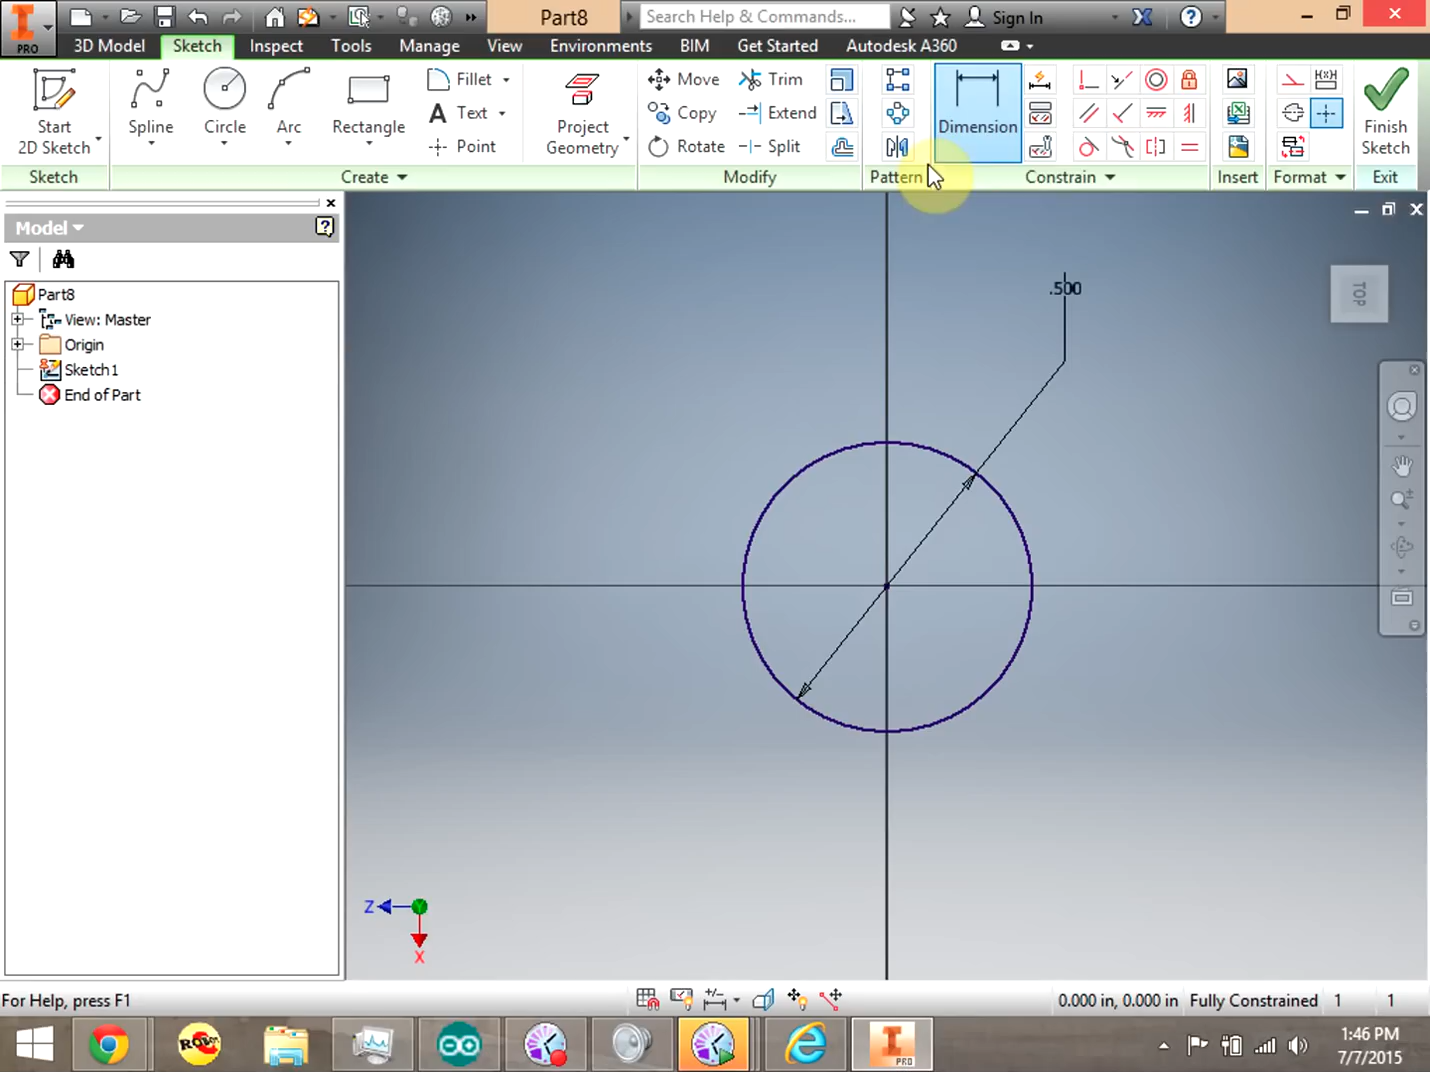 Part8
Search Help & Commands...
Sign In
PRO
3D Model
Sketch
Inspect
Tools
Manage
View
Environments
BIM
Get Started
Autodesk A360
Start
2D Sketch
Spline
Circle
Arc
Rectangle
Fillet
Text
Point
Project
Geometry
Move
Copy
Rotate
Trim
Extend
Split
Dimension
Finish
Sketch
Sketch
Create
Modify
Pattern
Constrain
Insert
Format
Exit
Model
Part8
View: Master
Origin
Sketch1
End of Part
.500
TOP
Z
X
For Help, press F1
0.000 in, 0.000 in
Fully Constrained
1
1
PRO
1:46 PM
7/7/2015